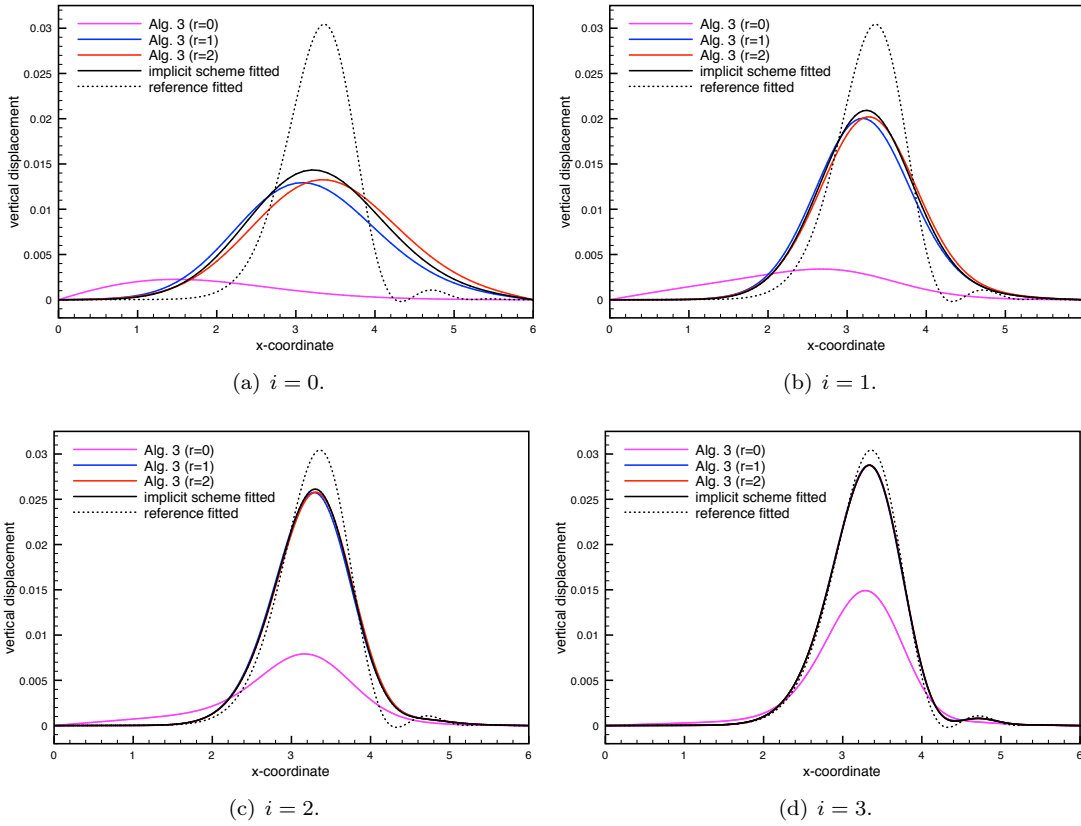 Alg. 3 (r=0)
Alg. 3 (r=1)
Alg. 3 (r=2)
implicit scheme fitted
reference fitted
vertical displacement
0.03
0.025
0.02
0.015
0.01
0.005
0
0 1 2 3 4 5 6
x-coordinate
(a) i = 0.
Alg. 3 (r=0)
Alg. 3 (r=1)
Alg. 3 (r=2)
implicit scheme fitted
reference fitted
vertical displacement
0.03
0.025
0.02
0.015
0.01
0.005
0
0 1 2 3 4 5
x-coordinate
(b) i = 1.
Alg. 3 (r=0)
Alg. 3 (r=1)
Alg. 3 (r=2)
implicit scheme fitted
reference fitted
vertical displacement
0.03
0.025
0.02
0.015
0.01
0.005
0
0 1 2 3 4 5 6
x-coordinate
(c) i = 2.
Alg. 3 (r=0)
Alg. 3 (r=1)
Alg. 3 (r=2)
implicit scheme fitted
reference fitted
vertical displacement
0.03
0.025
0.02
0.015
0.01
0.005
0
0 1 2 3 4 5 6
x-coordinate
(d) i = 3.